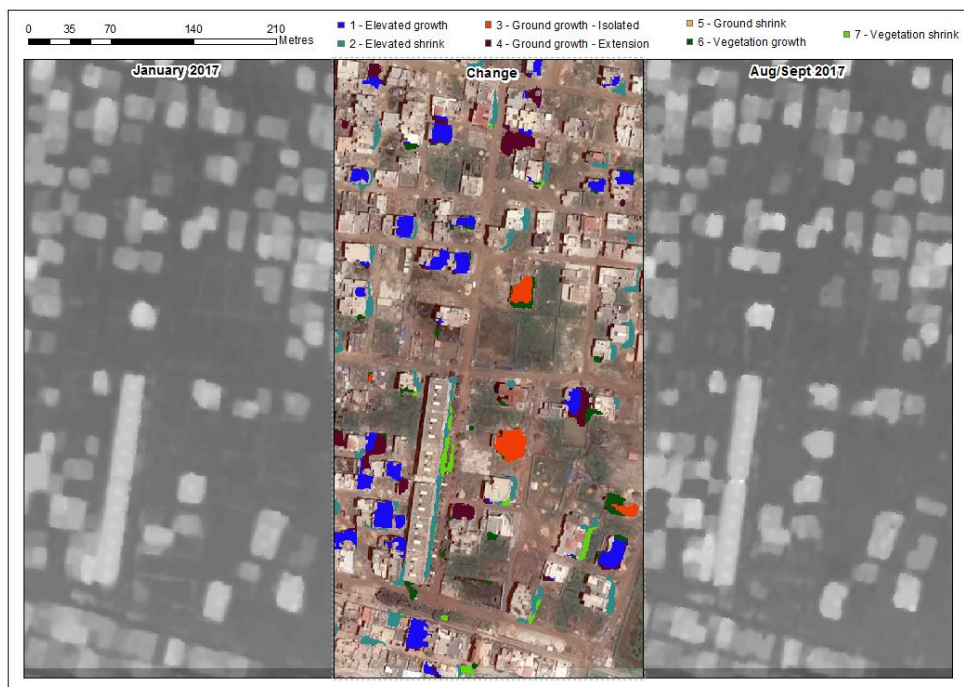 0 35 70 140 210
Metres
1 - Elevated growth
2 - Elevated shrink
3 - Ground growth - Isolated
4 - Ground growth - Extension
5 - Ground shrink
6 - Vegetation growth
7 - Vegetation shrink
January 2017
Change
Aug/Sept 2017